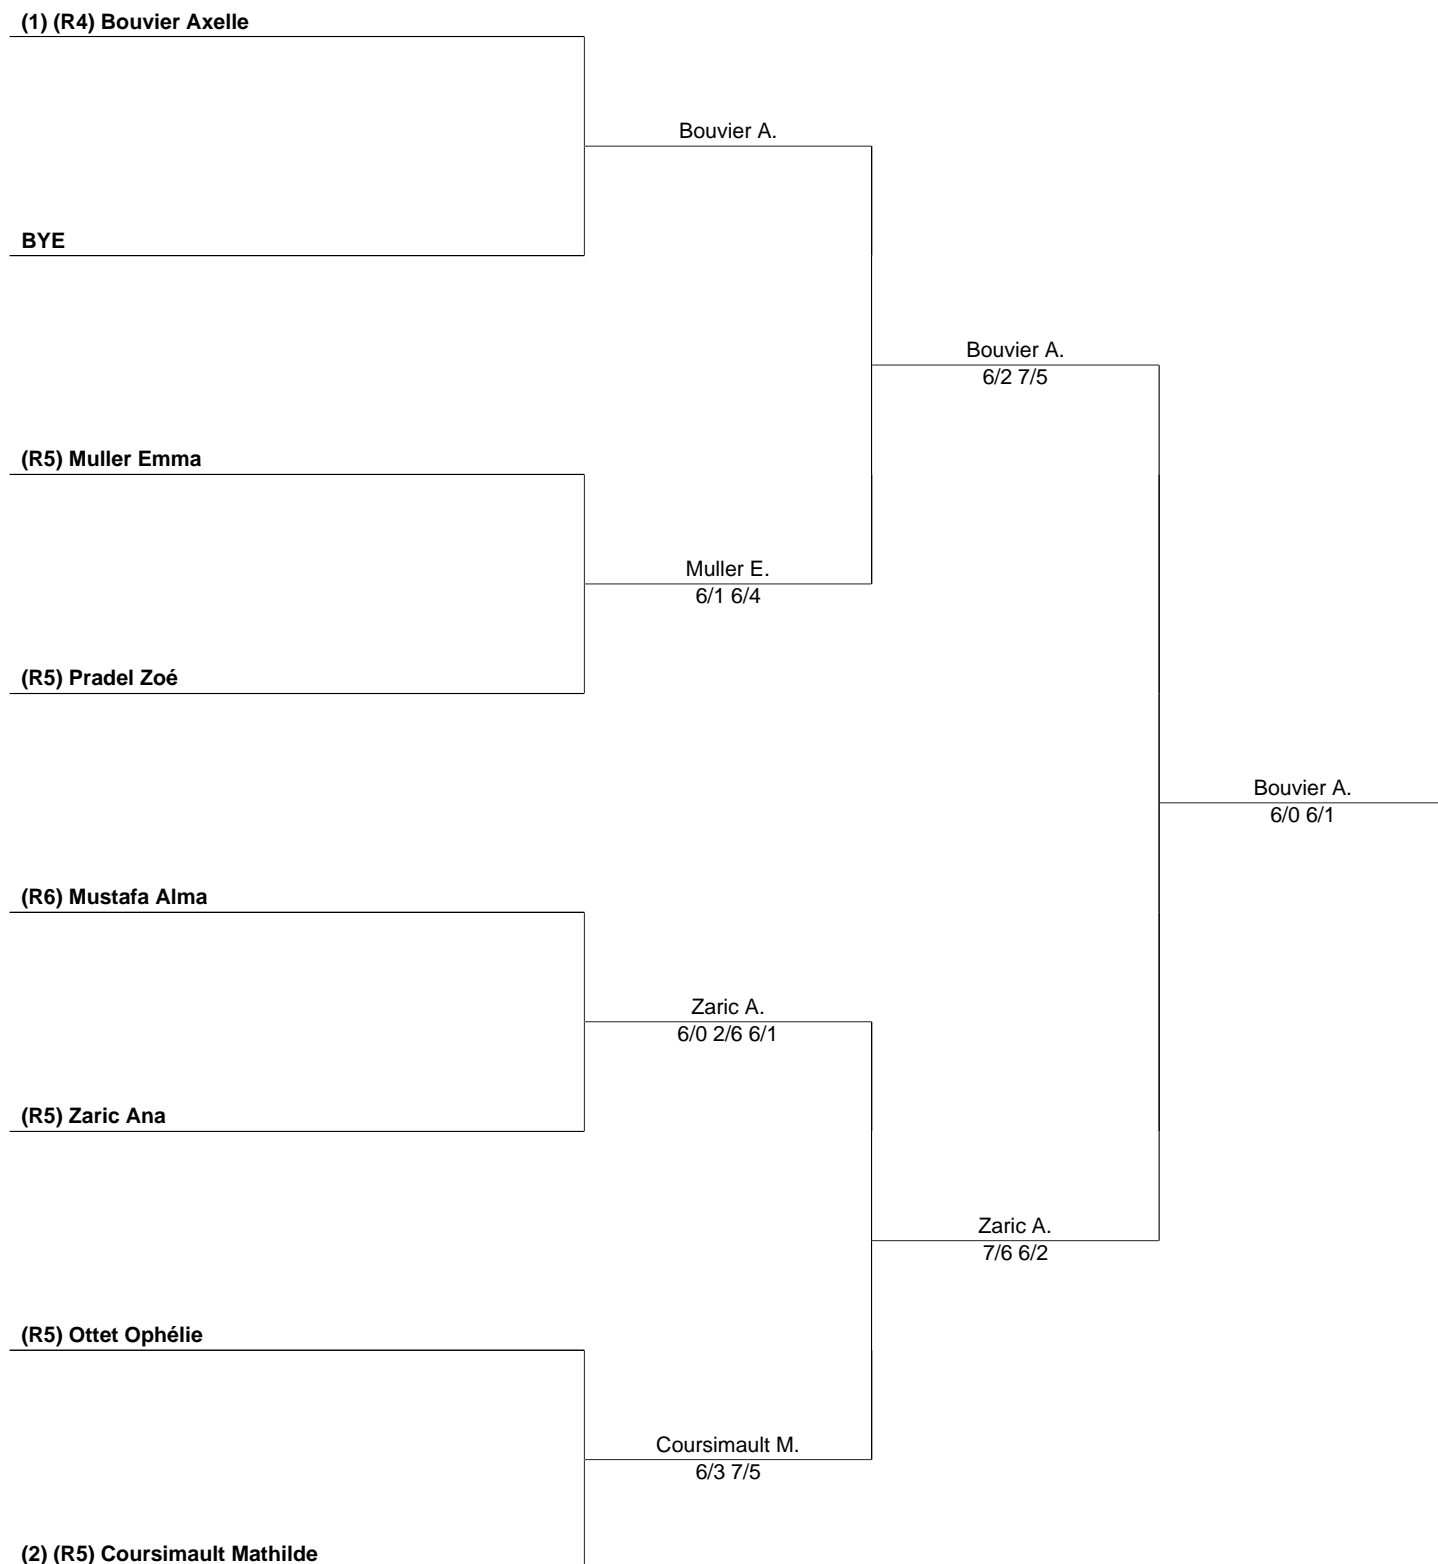 (1) (R4) Bouvier Axelle
Bouvier A.
BYE
Bouvier A.
6/2 7/5
(R5) Muller Emma
Muller E.
6/1 6/4
(R5) Pradel Zoé
Bouvier A.
6/0 6/1
(R6) Mustafa Alma
Zaric A.
6/0 2/6 6/1
(R5) Zaric Ana
Zaric A.
7/6 6/2
(R5) Ottet Ophélie
Coursimault M.
6/3 7/5
(2) (R5) Coursimault Mathilde